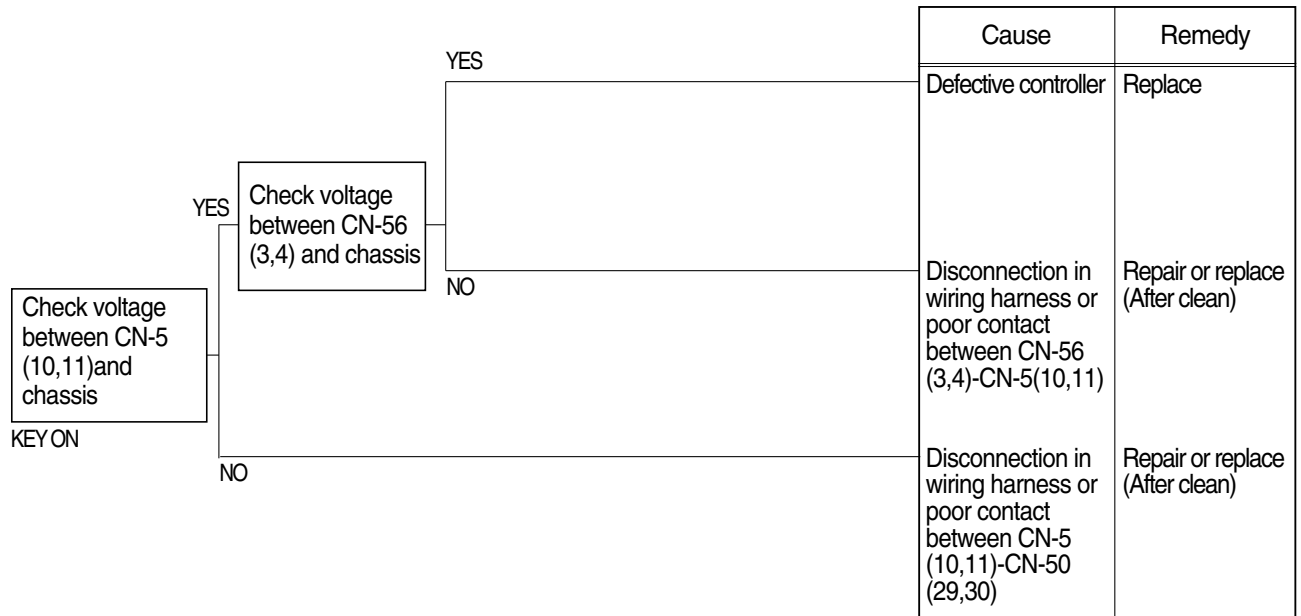 Cause
Remedy
YES
Defective controller
Replace
YES
Check voltage
between CN-56
(3,4) and chassis
NO
Disconnection in
wiring harness or
poor contact
between CN-56
(3,4)-CN-5(10,11)
Repair or replace
(After clean)
Check voltage
between CN-5
(10,11)and
chassis
KEY ON
NO
Disconnection in
wiring harness or
poor contact
between CN-5
(10,11)-CN-50
(29,30)
Repair or replace
(After clean)